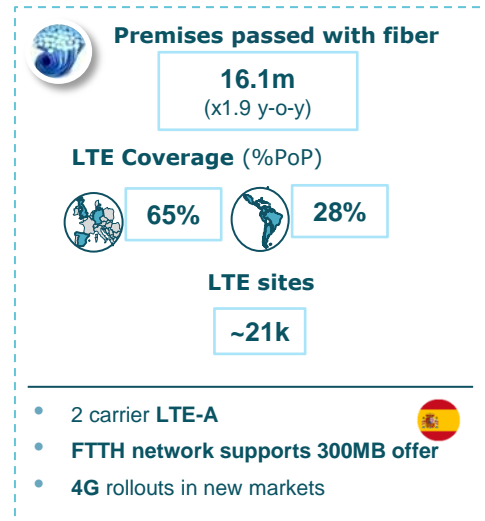 Premises passed with fiber
16.1m
(x1.9 y-o-y)
LTE Coverage (%PoP)
65%
28%
LTE sites
~21k
• 2 carrier LTE-A
• FTTH network supports 300MB offer
• 4G rollouts in new markets